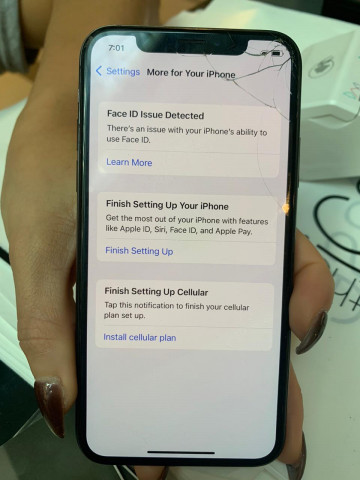 7:01
Settings More for Your iPhone
Face ID Issue Detected
There's an issue with your iPhone's ability to
use Face ID.
Learn More
Finish Setting Up Your iPhone
Get the most out of your iPhone with features
like Apple ID, Siri, Face ID, and Apple Pay.
Finish Setting Up
Finish Setting Up Cellular
Tap this notification to finish your cellular
plan set up.
Install cellular plan